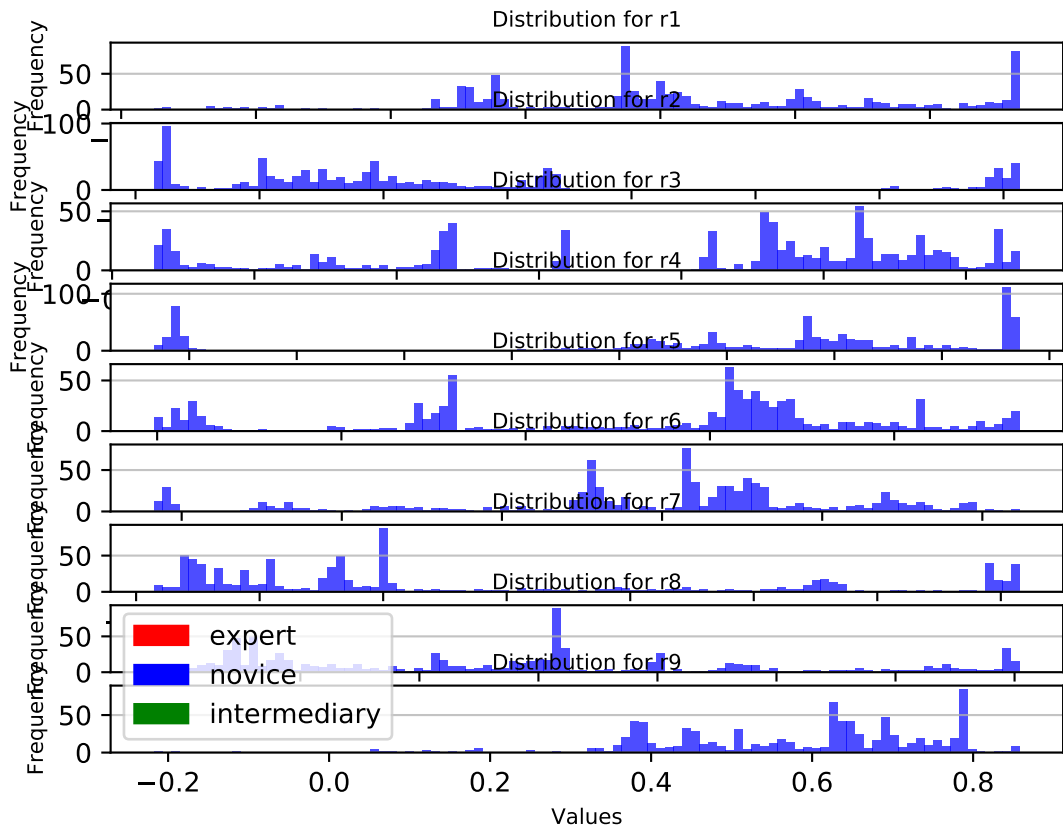 Distribution for r1
Frequency
50
0
Distribution for r2
Frequency
100
0
Distribution for r3
Frequency
50
0
Distribution for r4
Frequency
100
0
Distribution for r5
Frequency
50
0
Distribution for r6
Frequency
50
0
Distribution for r7
Frequency
50
0
Distribution for r8
Frequency
50
0
Distribution for r9
Frequency
50
0
expert
novice
intermediary
−0.2 0.0 0.2 0.4 0.6 0.8
Values